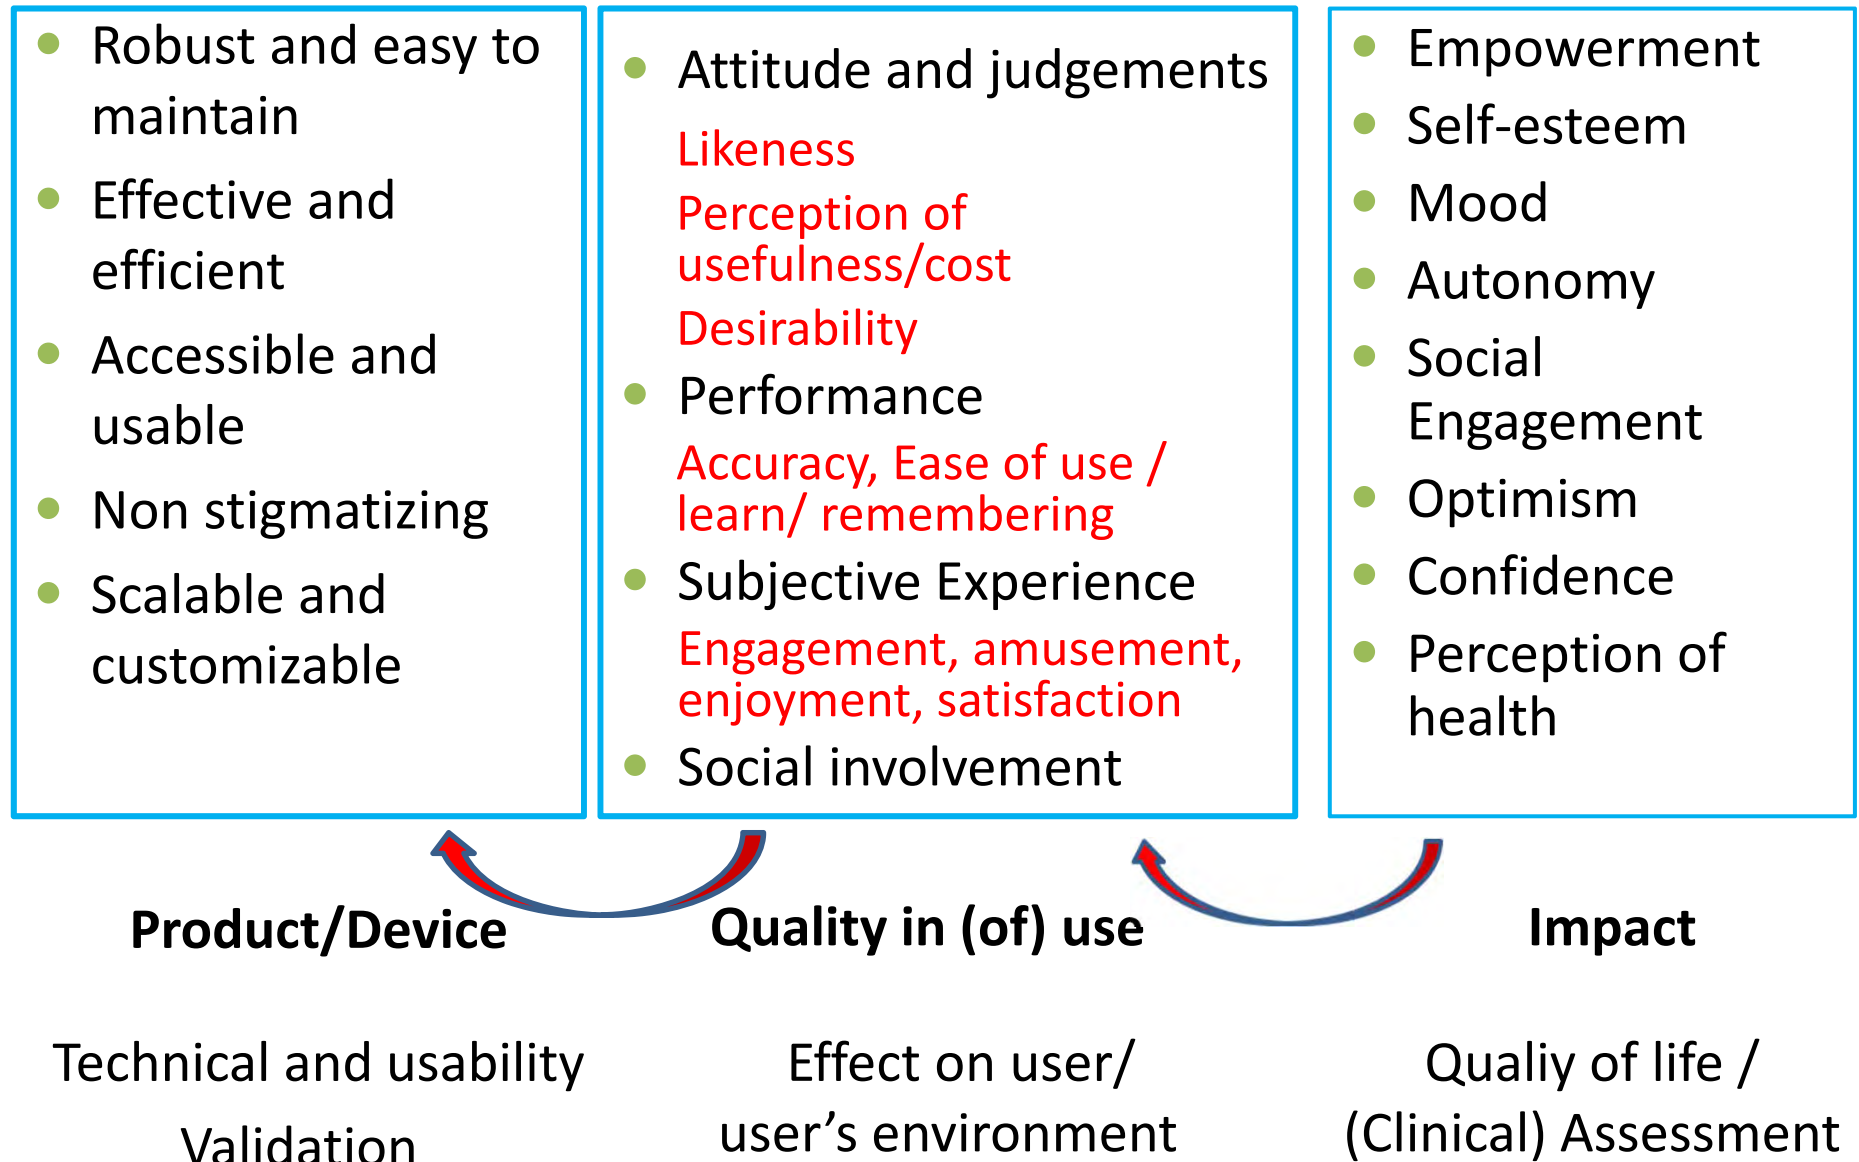 Robust and easy to
maintain
Effective and
efficient
Accessible and
usable
Non stigmatizing
Scalable and
customizable
Attitude and judgements
Likeness
Perception of
usefulness/cost
Desirability
Performance
Accuracy, Ease of use /
learn/ remembering
Subjective Experience
Engagement, amusement,
enjoyment, satisfaction
Social involvement
Empowerment
Self-esteem
Mood
Autonomy
Social
Engagement
Optimism
Confidence
Perception of
health
Product/Device
Quality in (of) use
Impact
Technical and usability
Validation
Effect on user/
user’s environment
Qualiy of life /
(Clinical) Assessment